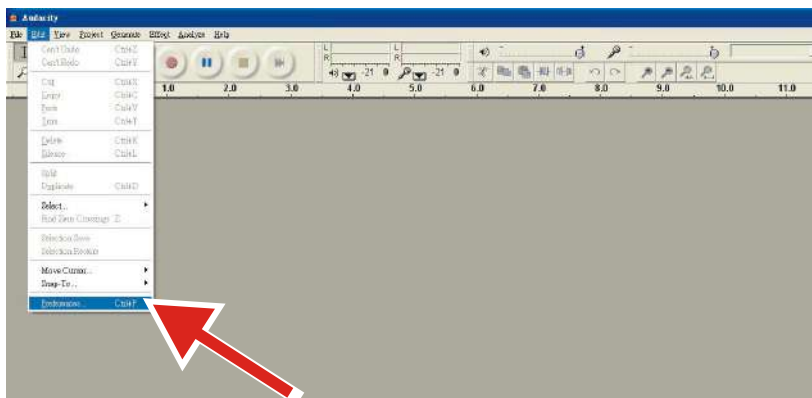 Audacity
File Edit View Project Generate Effect Analyze Help
Can't Undo Ctrl+Z
Can't Redo Ctrl+Y
Cut Ctrl+X
Copy Ctrl+C
Paste Ctrl+V
Trim Ctrl+T
Delete Ctrl+K
Silence Ctrl+L
Split
Duplicate Ctrl+D
Select...
Find Zero Crossings Z
Selection Save
Selection Restore
Move Cursor...
Snap-To...
Preferences... Ctrl+P
L
R
L
R
-21 0
-21 0
1.0 2.0 3.0 4.0 5.0 6.0 7.0 8.0 9.0 10.0 11.0